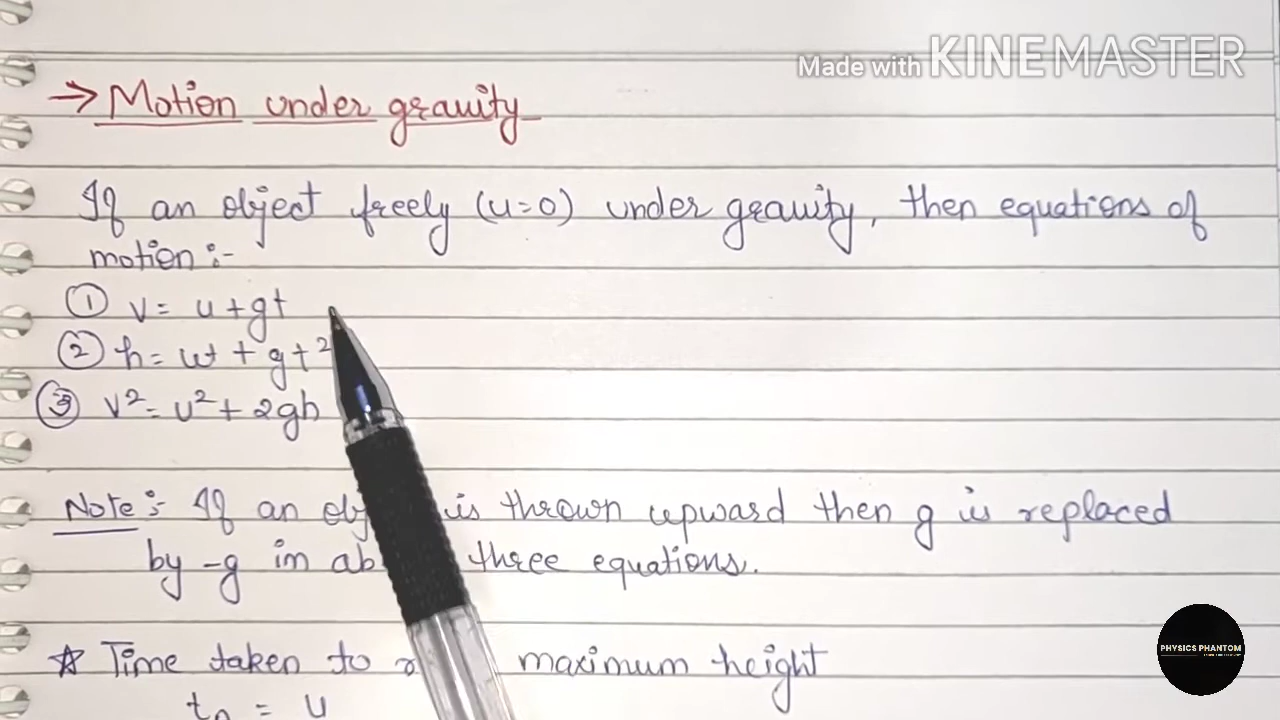 Made with KINEMASTER
→ Motion under gravity
If an object freely (u=0) under gravity, then equations of
motion :-
① v = u + gt
② h = ut + gt²
③ v² = u² + 2gh
Note :- If an is thrown upward then g is replaced
by -g in three equations.
☆ Time taken to maximum height
= u
PHYSICS PHANTOM